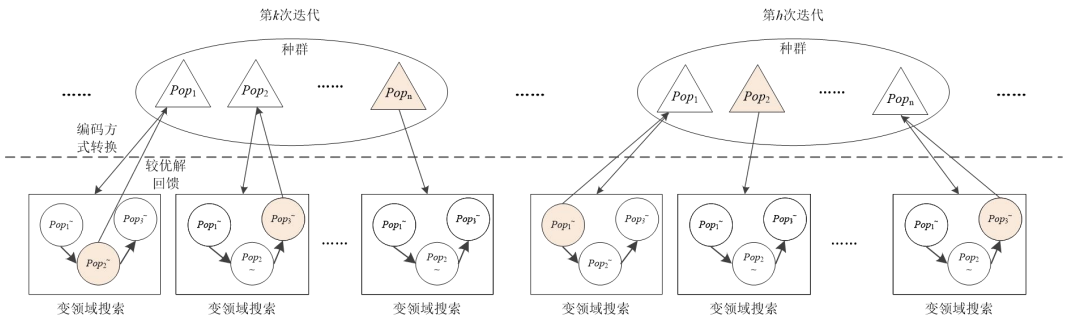 第k次迭代
第h次迭代
种群
种群
……
Pop₁
Pop₂
……
Popₙ
……
Pop₁
Pop₂
……
Popₙ
……
编码方
式转换
较优解
回馈
Pop₁~
Pop₂~
Pop₃~
Pop₁~
Pop₂
~
Pop₃~
……
Pop₁~
Pop₂
~
Pop₃~
Pop₁~
Pop₂~
Pop₃~
Pop₁~
Pop₂
~
Pop₃~
……
Pop₁~
Pop₂
~
Pop₃~
变领域搜索
变领域搜索
变领域搜索
变领域搜索
变领域搜索
变领域搜索